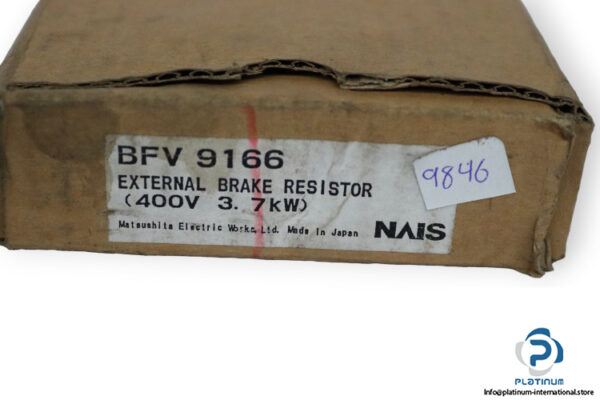 BFV 9166
EXTERNAL BRAKE RESISTOR
(400V 3.7kW)
Matsushita Electric Works, Ltd. Made in Japan
NAIS
9846
PLATINUM
Info@platinum-international.store